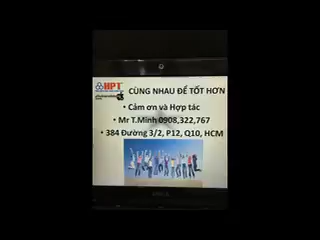 HPT
CÙNG NHAU ĐỂ TỐT HƠN
• Cảm ơn và Hợp tác
• Mr T.Minh 0908,322,767
• 384 Đường 3/2, P12, Q10, HCM